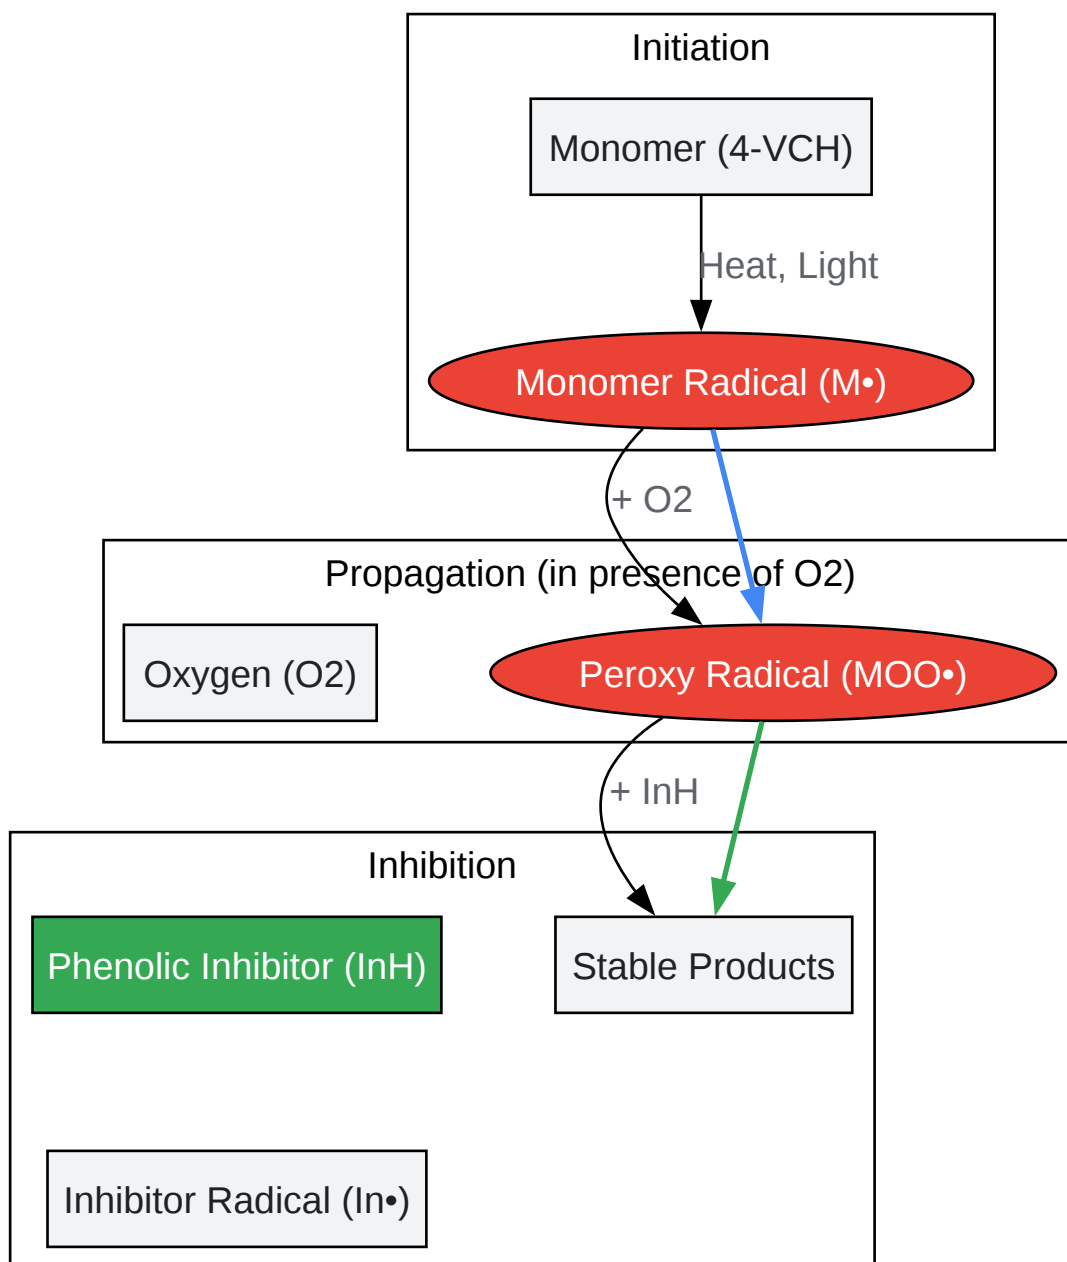 Initiation
Monomer (4-VCH)
Heat, Light
Monomer Radical (M•)
+ O2
Propagation (in presence of O2)
Oxygen (O2)
Peroxy Radical (MOO•)
+ InH
Inhibition
Phenolic Inhibitor (InH)
Stable Products
Inhibitor Radical (In•)